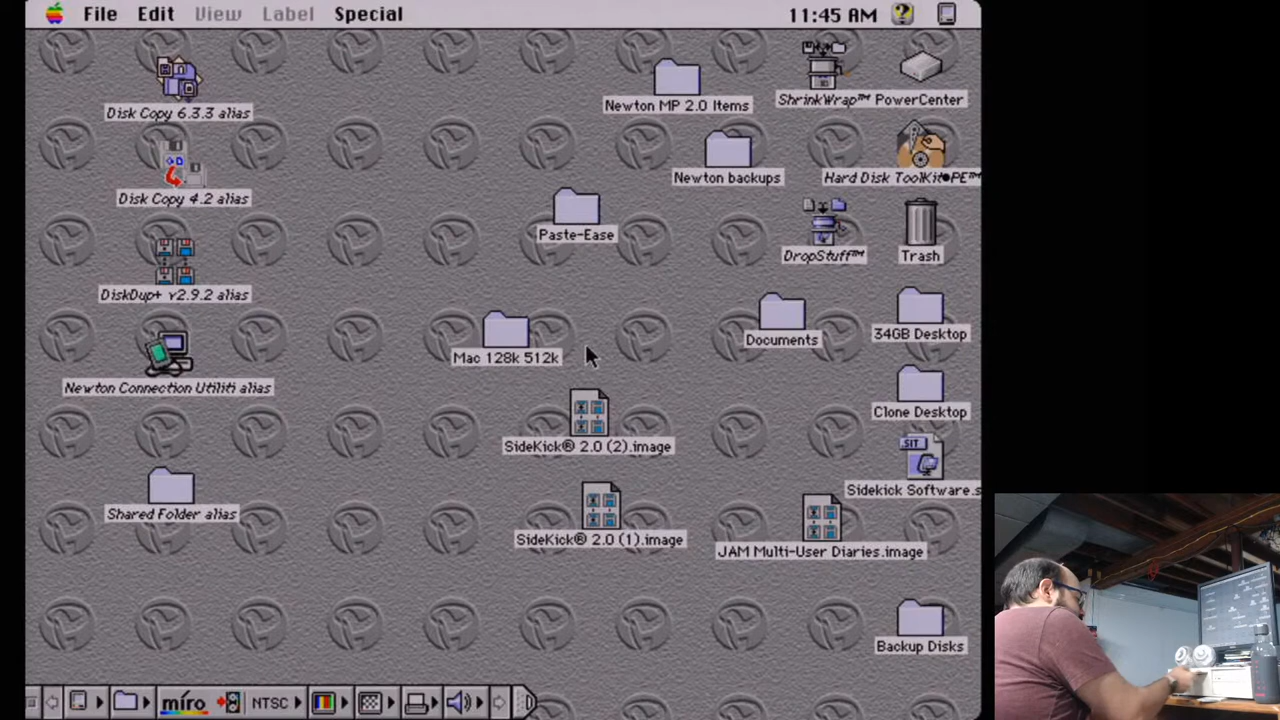 File Edit View Label Special 11:45 AM
Disk Copy 6.3.3 alias
Newton MP 2.0 Items
ShrinkWrap™
PowerCenter
Disk Copy 4.2 alias
Newton backups
Hard Disk ToolKit•PE™
Paste-Ease
DropStuff™
Trash
DiskDup+ v2.9.2 alias
Mac 128k 512k
Documents
34GB Desktop
Newton Connection Utiliti alias
Clone Desktop
SideKick® 2.0 (2).image
SIT
Sidekick Software.s
Shared Folder alias
SideKick® 2.0 (1).image
JAM Multi-User Diaries.image
Backup Disks
miro NTSC